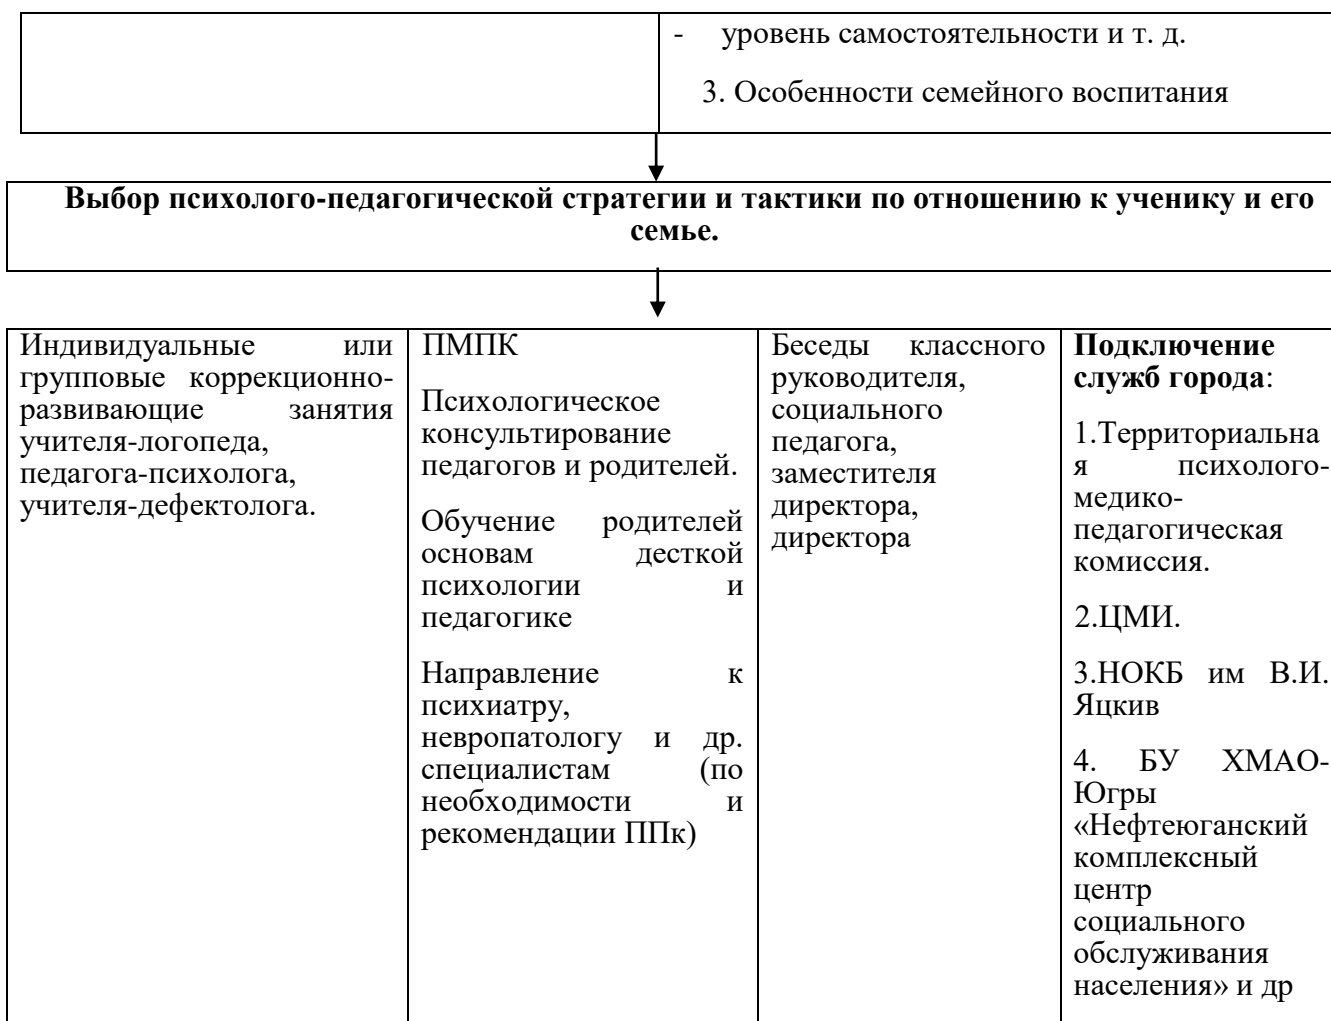 - уровень самостоятельности и т. д.
3. Особенности семейного воспитания
Выбор психолого-педагогической стратегии и тактики по отношению к ученику и его
семье.
Индивидуальные или
групповые коррекционно-
развивающие занятия
учителя-логопеда,
педагога-психолога,
учителя-дефектолога.
ПМПК
Психологическое
консультирование
педагогов и родителей.
Обучение родителей
основам десткой
психологии и
педагогике
Направление к
психиатру,
невропатологу и др.
специалистам (по
необходимости и
рекомендации ППк)
Беседы классного
руководителя,
социального
педагога,
заместителя
директора,
директора
Подключение
служб города:
1.Территориальна
я психолого-
медико-
педагогическая
комиссия.
2.ЦМИ.
3.НОКБ им В.И.
Яцкив
4. БУ ХМАО-
Югры
«Нефтеюганский
комплексный
центр
социального
обслуживания
населения» и др